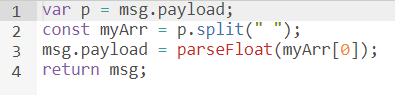 1 var p = msg.payload;
2 const myArr = p.split(" ");
3 msg.payload = parseFloat(myArr[0]);
4 return msg;